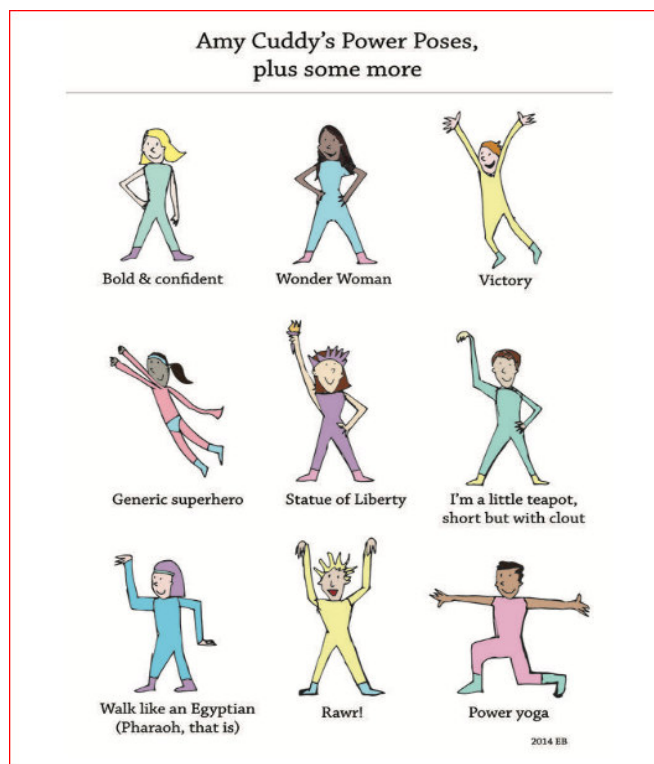 Amy Cuddy's Power Poses,
plus some more
Bold & confident
Wonder Woman
Victory
Generic superhero
Statue of Liberty
I'm a little teapot,
short but with clout
Walk like an Egyptian
(Pharaoh, that is)
Rawr!
Power yoga
2014 EB